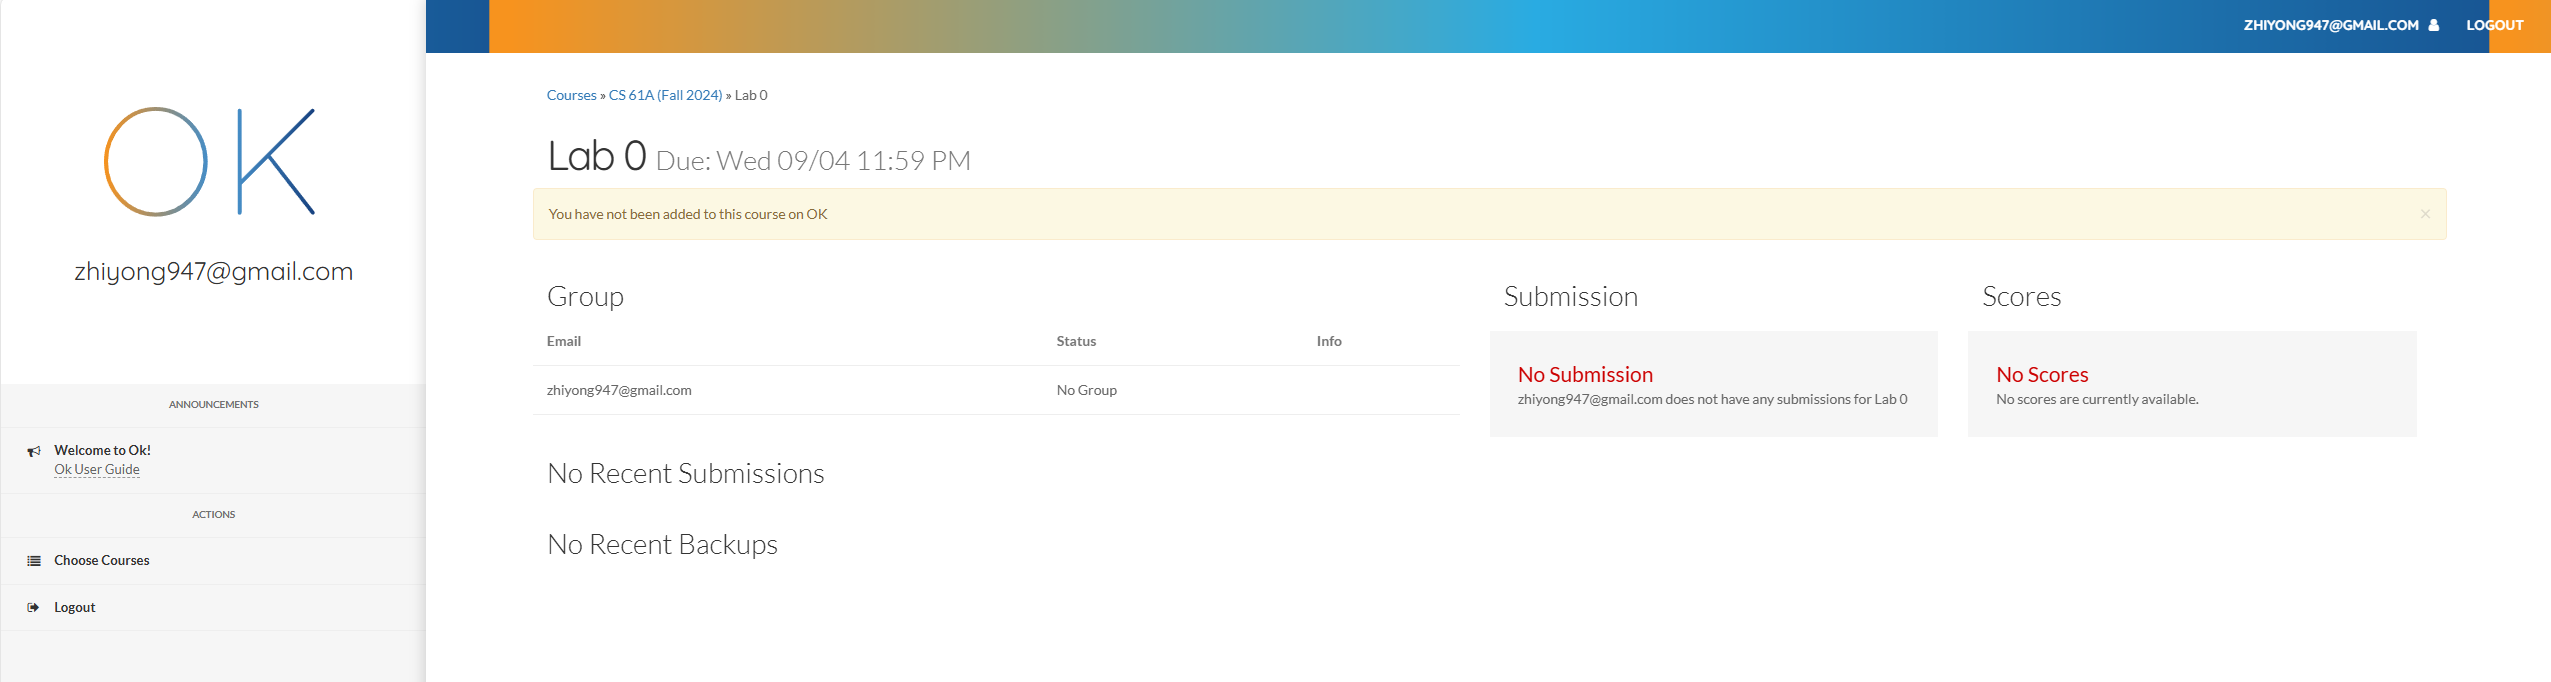 OK
zhiyong947@gmail.com
ANNOUNCEMENTS
Welcome to Ok!
Ok User Guide
ACTIONS
Choose Courses
Logout
ZHIYONG947@GMAIL.COM LOGOUT
Courses » CS 61A (Fall 2024) » Lab 0
Lab 0 Due: Wed 09/04 11:59 PM
You have not been added to this course on OK ×
Group
Email Status Info
zhiyong947@gmail.com No Group
No Recent Submissions
No Recent Backups
Submission
No Submission
zhiyong947@gmail.com does not have any submissions for Lab 0
Scores
No Scores
No scores are currently available.